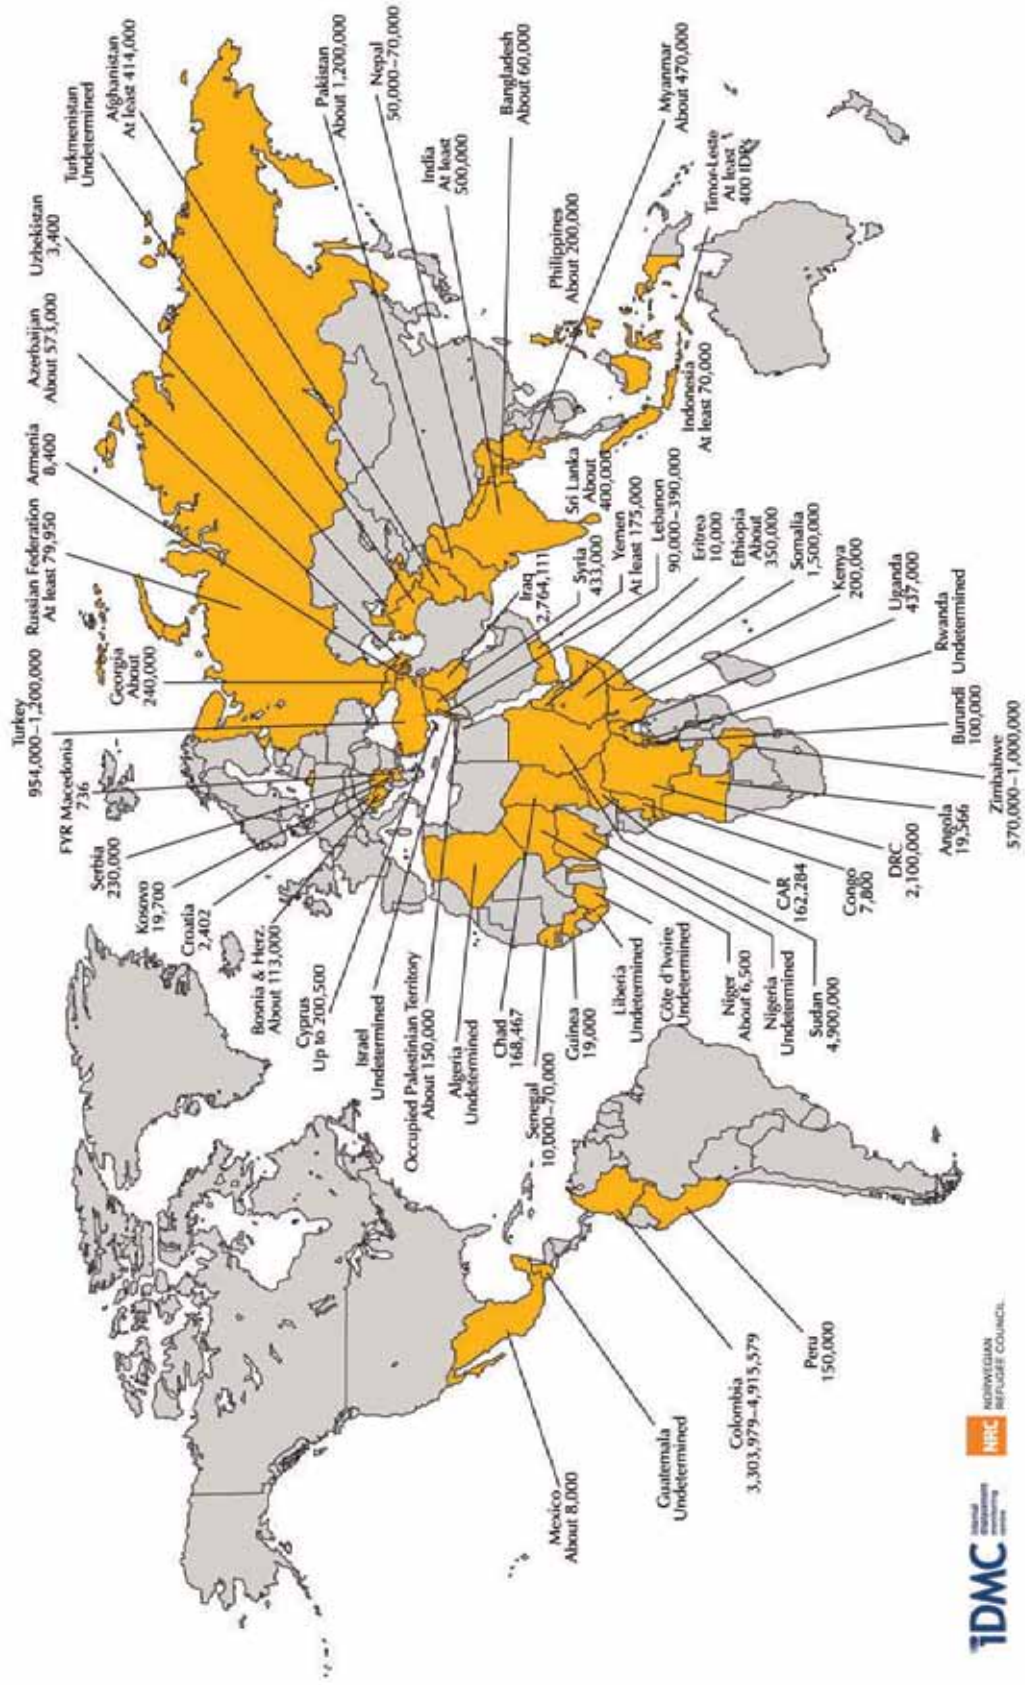 Turkey
954,000–1,200,000
Russian Federation
At least 79,950
Armenia
8,400
Azerbaijan
About 573,000
Uzbekistan
3,400
Turkmenistan
Undetermined
Afghanistan
At least 414,000
Pakistan
About 1,200,000
Nepal
50,000–70,000
India
At least
500,000
Bangladesh
About 60,000
Myanmar
About 470,000
Philippines
About 200,000
Timor-Leste
At least
400 IDPs
Indonesia
At least 70,000
Sri Lanka
About
400,000
FYR Macedonia
736
Georgia
About
240,000
Serbia
230,000
Kosovo
19,700
Croatia
2,402
Bosnia & Herz.
About 113,000
Cyprus
Up to 200,500
Israel
Undetermined
Occupied Palestinian Territory
About 150,000
Algeria
Undetermined
Chad
168,467
Senegal
10,000–70,000
Guinea
19,000
Liberia
Undetermined
Côte d'Ivoire
Undetermined
Niger
About 6,500
Nigeria
Undetermined
Sudan
4,900,000
CAR
162,284
Congo
7,800
DRC
2,100,000
Angola
19,566
Zimbabwe
570,000–1,000,000
Burundi
100,000
Rwanda
Undetermined
Uganda
437,000
Kenya
200,000
Somalia
1,500,000
Ethiopia
About
350,000
Eritrea
10,000
Lebanon
90,000–390,000
Yemen
At least 175,000
Syria
433,000
Iraq
2,764,111
Mexico
About 8,000
Guatemala
Undetermined
Colombia
3,303,979–4,915,579
Peru
150,000
iDMC
internal
displacement
monitoring
centre
NRC
NORWEGIAN
REFUGEE COUNCIL